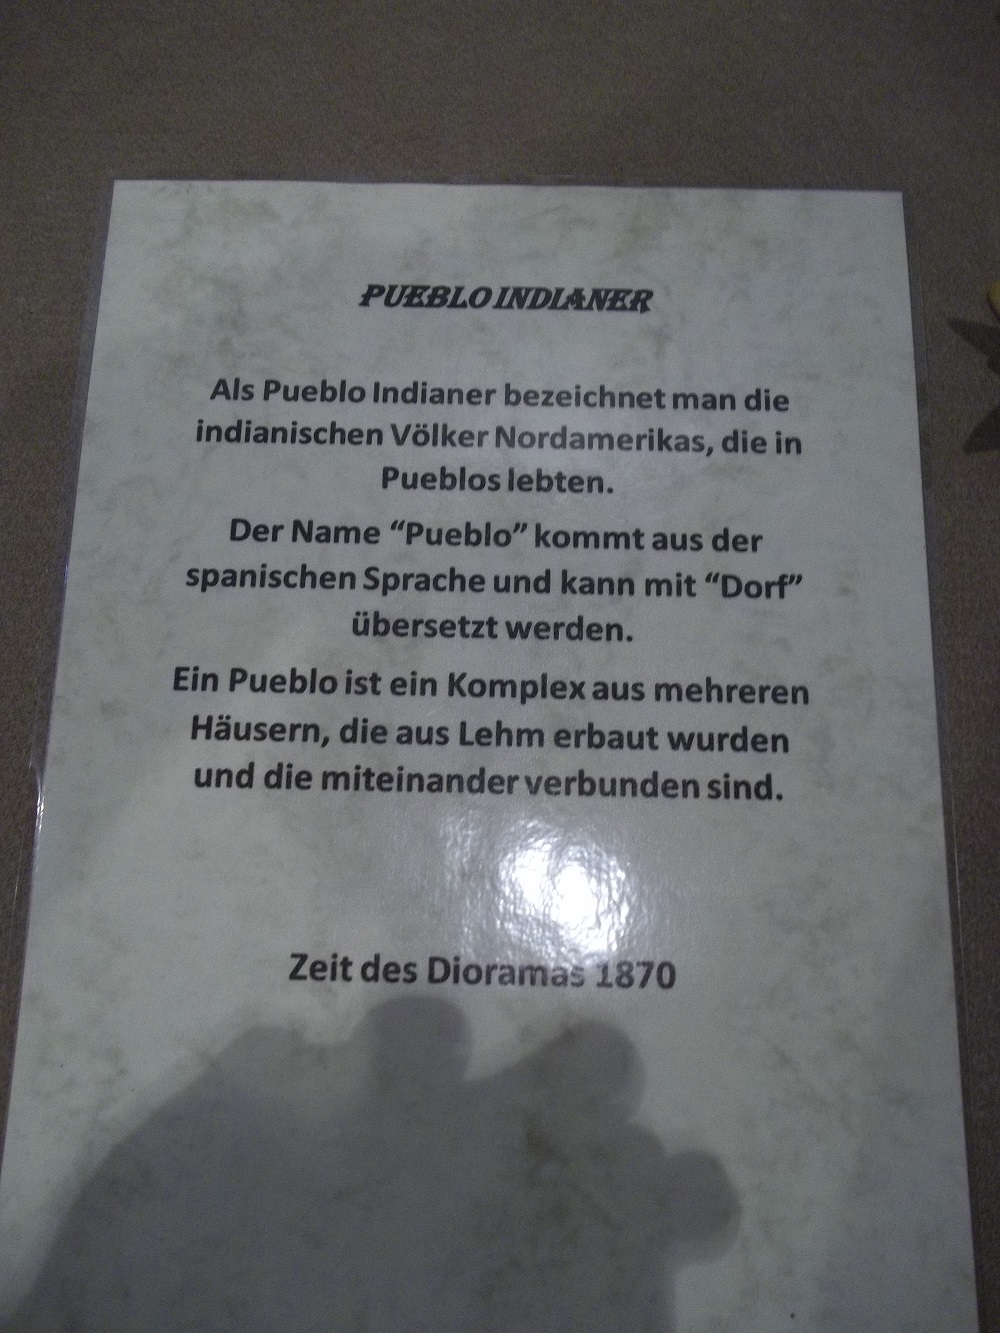 PUEBLO INDIANER
Als Pueblo Indianer bezeichnet man die
indianischen Völker Nordamerikas, die in
Pueblos lebten.
Der Name “Pueblo” kommt aus der
spanischen Sprache und kann mit “Dorf”
übersetzt werden.
Ein Pueblo ist ein Komplex aus mehreren
Häusern, die aus Lehm erbaut wurden
und die miteinander verbunden sind.
Zeit des Dioramas 1870